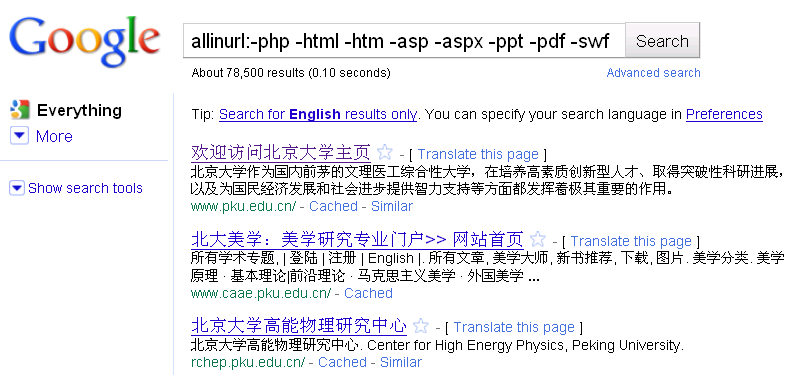 Google
allinurl:-php -html -htm -asp -aspx -ppt -pdf -swf Search
About 78,500 results (0.10 seconds) Advanced search
Everything
More
Show search tools
Tip: Search for English results only. You can specify your search language in Preferences
欢迎访问北京大学主页 - [ Translate this page ]
北京大学作为国内前茅的文理医工综合性大学，在培养高素质创新型人才、取得突破性科研进展，
以及为国民经济发展和社会进步提供智力支持等方面都发挥着极其重要的作用。
www.pku.edu.cn/ - Cached - Similar
北大美学：美学研究专业门户>> 网站首页 - [ Translate this page ]
所有学术专题, | 登陆 | 注册 | English |. 所有文章, 美学大师, 新书推荐, 下载, 图片. 美学分类. 美学
原理 · 基本理论|前沿理论 · 马克思主义美学 · 外国美学 ...
www.caae.pku.edu.cn/ - Cached
北京大学高能物理研究中心 - [ Translate this page ]
北京大学高能物理研究中心. Center for High Energy Physics, Peking University.
rchep.pku.edu.cn/ - Cached - Similar